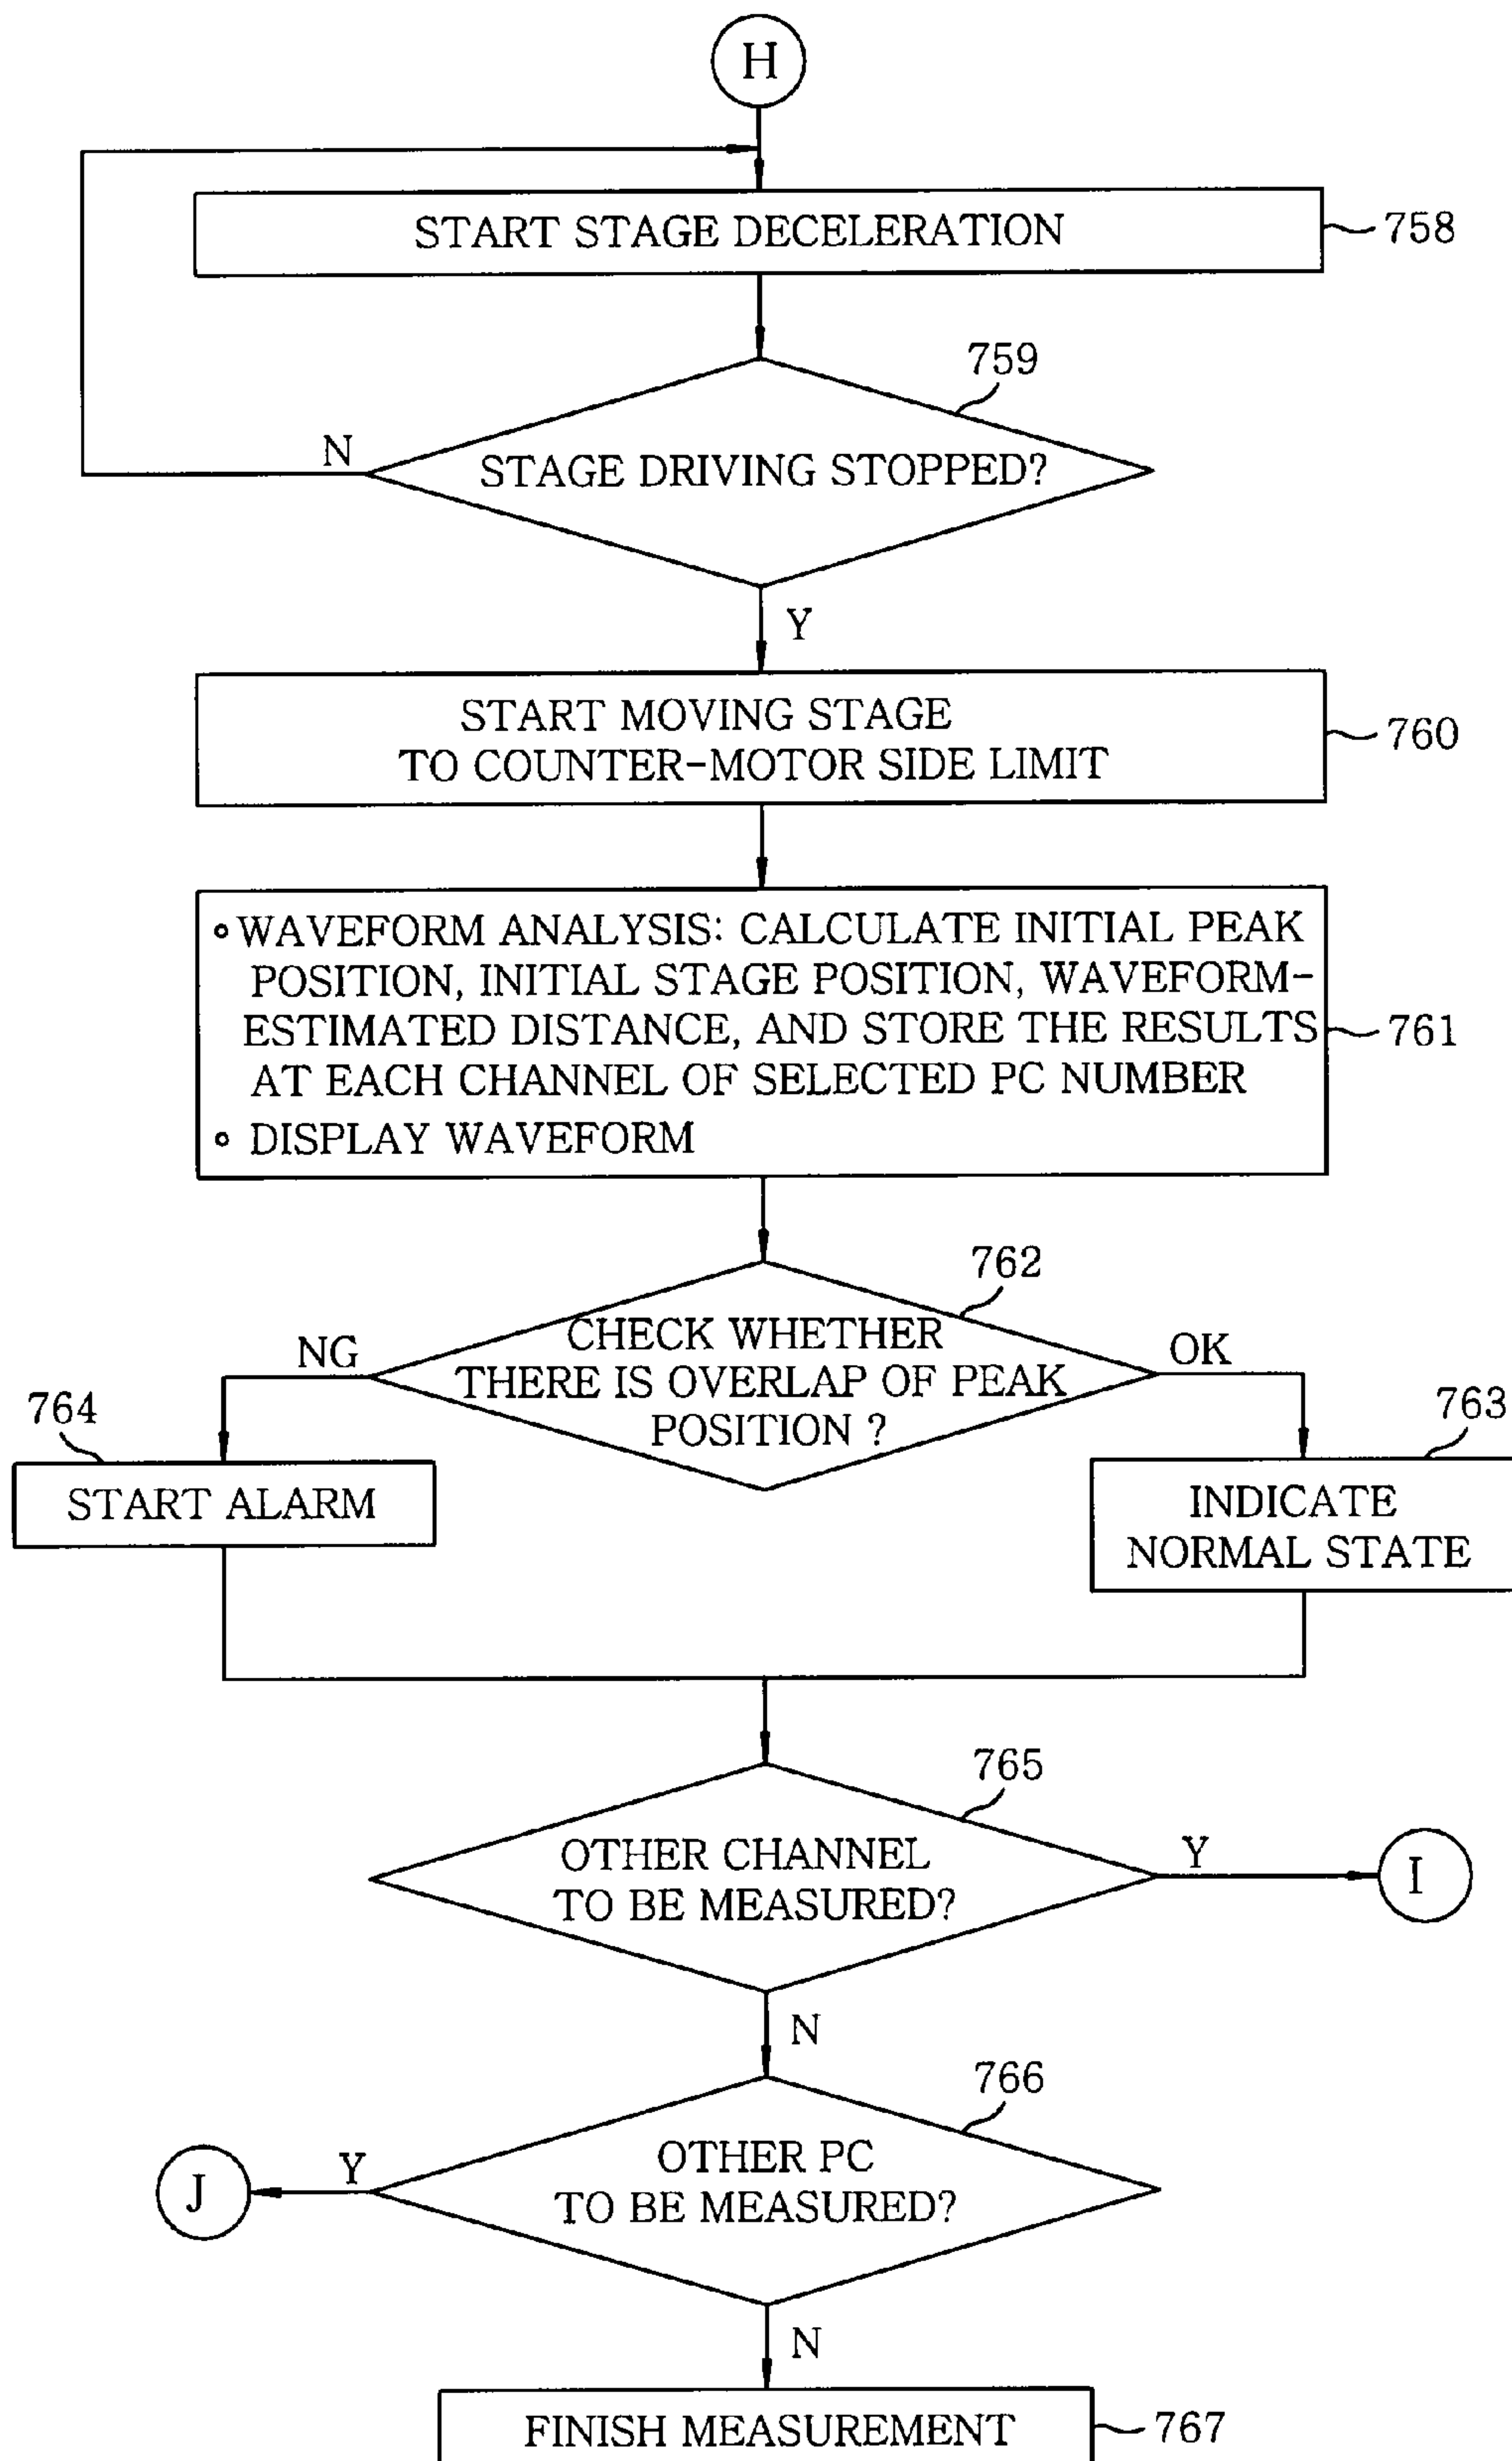 H
START STAGE DECELERATION
758
759
N
STAGE DRIVING STOPPED?
Y
START MOVING STAGE
TO COUNTER-MOTOR SIDE LIMIT
760
WAVEFORM ANALYSIS: CALCULATE INITIAL PEAK
POSITION, INITIAL STAGE POSITION, WAVEFORM-
ESTIMATED DISTANCE, AND STORE THE RESULTS
AT EACH CHANNEL OF SELECTED PC NUMBER
DISPLAY WAVEFORM
761
762
NG
CHECK WHETHER
THERE IS OVERLAP OF PEAK
POSITION ?
OK
764
763
START ALARM
INDICATE
NORMAL STATE
765
OTHER CHANNEL
TO BE MEASURED?
Y
I
N
766
J
Y
OTHER PC
TO BE MEASURED?
N
FINISH MEASUREMENT
767